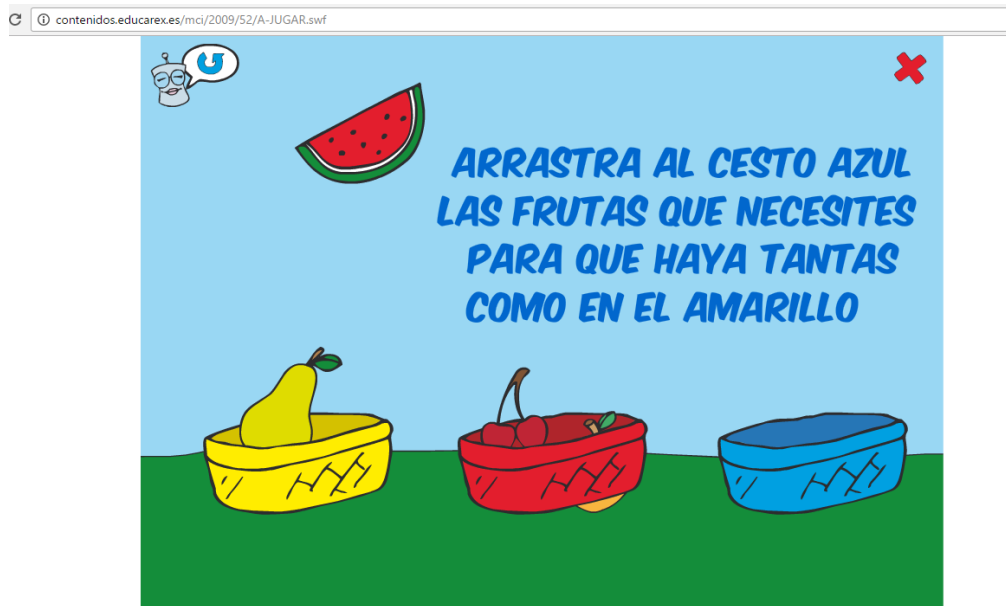 contenidos.educarex.es/mci/2009/52/A-JUGAR.swf
ARRASTRA AL CESTO AZUL
LAS FRUTAS QUE NECESITES
PARA QUE HAYA TANTAS
COMO EN EL AMARILLO